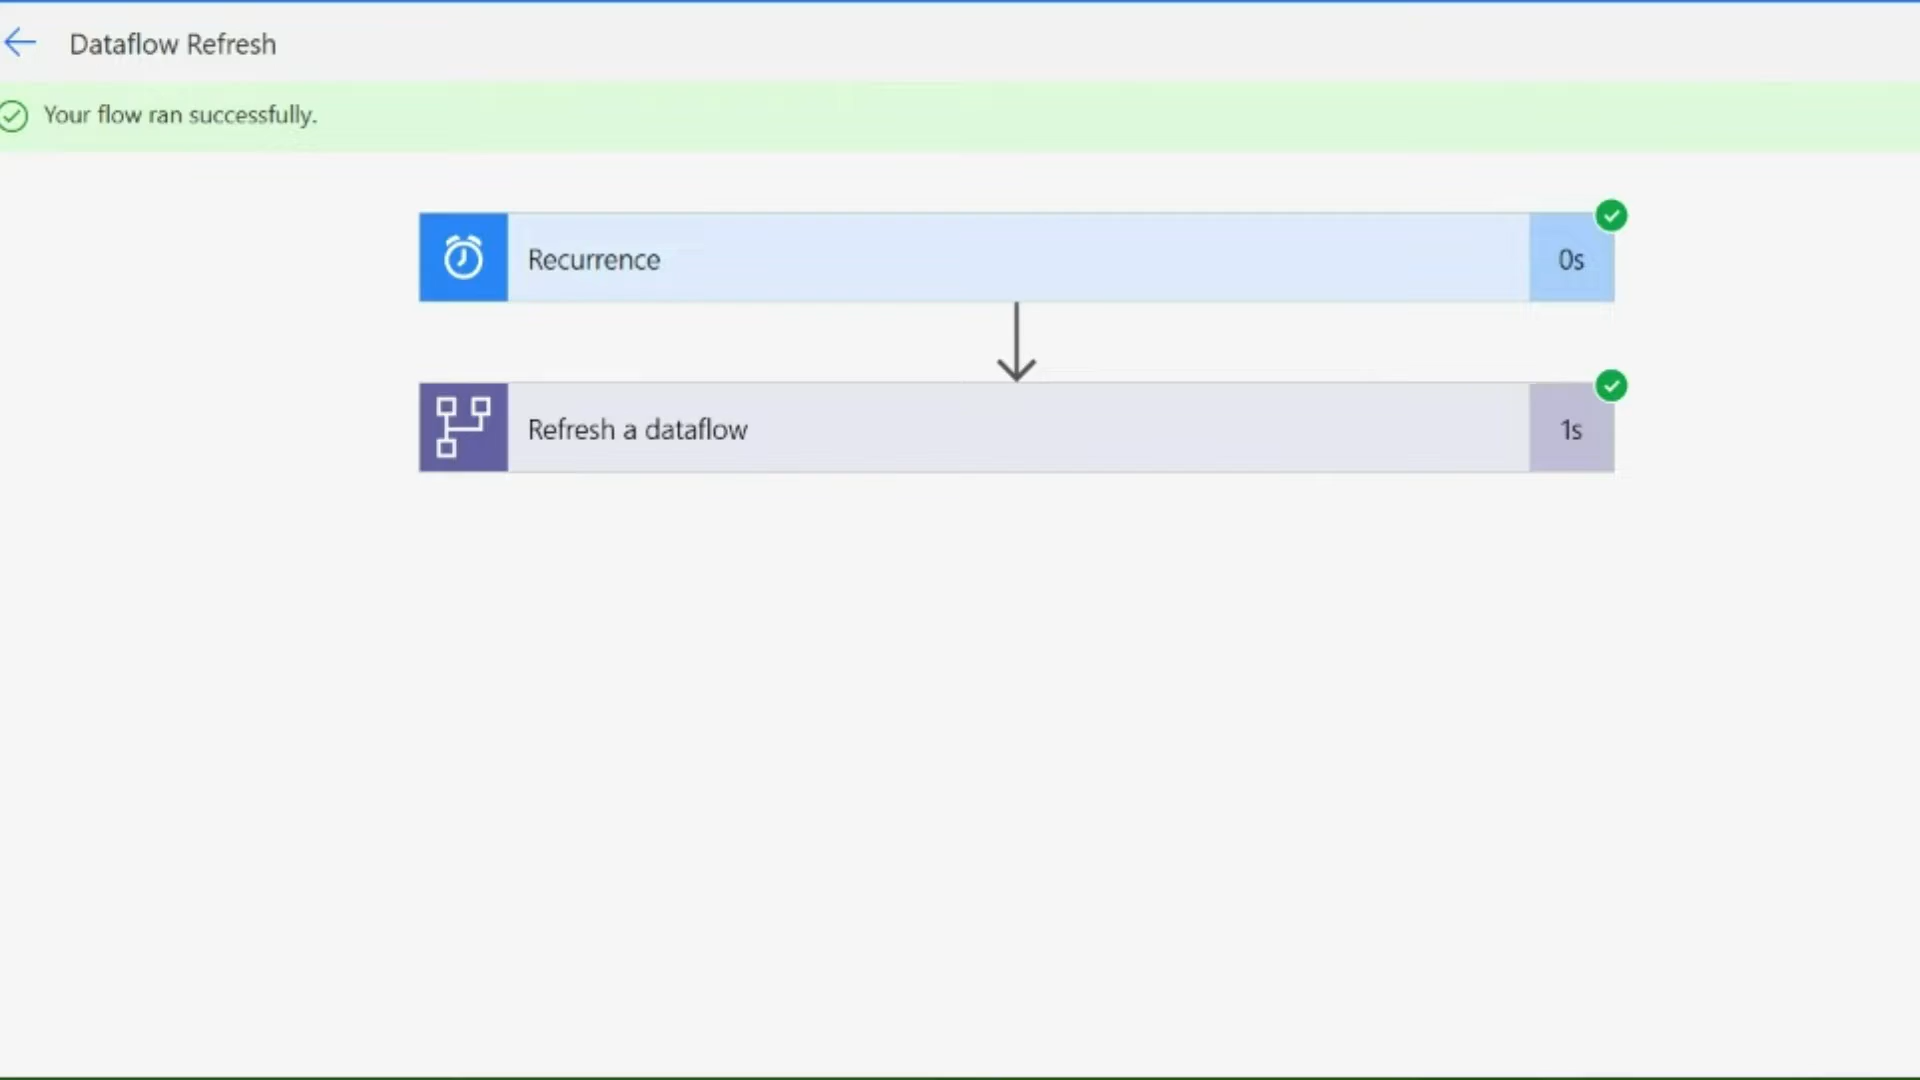 Dataflow Refresh
Your flow ran successfully.
Recurrence
0s
Refresh a dataflow
1s